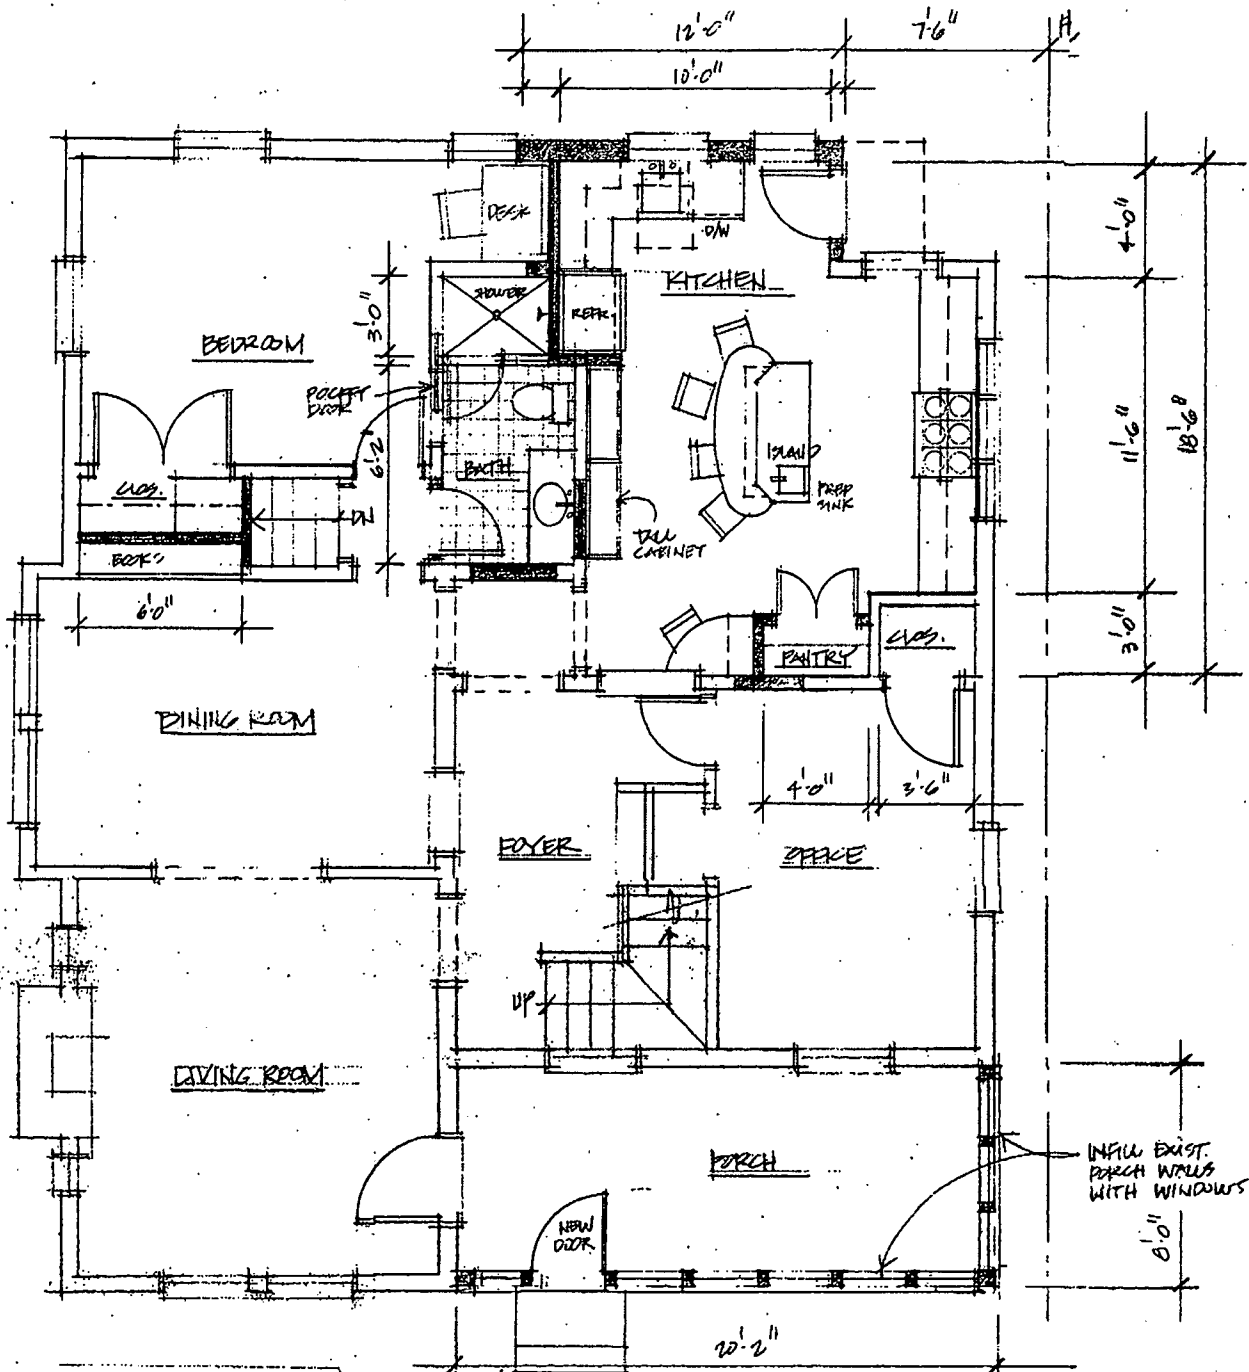 12'-0"
7'-6"
10'-0"
DESK
D/W
4'-0"
KITCHEN
SHOWER
REFR.
3'-0"
BEDROOM
POCKET
DOOR
11'-6"
18'-6"
6'-2"
BATH
ISLAND
PREP
SINK
CLOS.
DN
TALL
CABINET
BOOKS
6'-0"
3'-0"
CLOS.
PANTRY
DINING ROOM
4'-0"
3'-6"
FOYER
OFFICE
UP
LIVING ROOM
PORCH
INFILL EXIST.
PORCH WALLS
WITH WINDOWS
NEW
DOOR
8'-0"
20'-2"